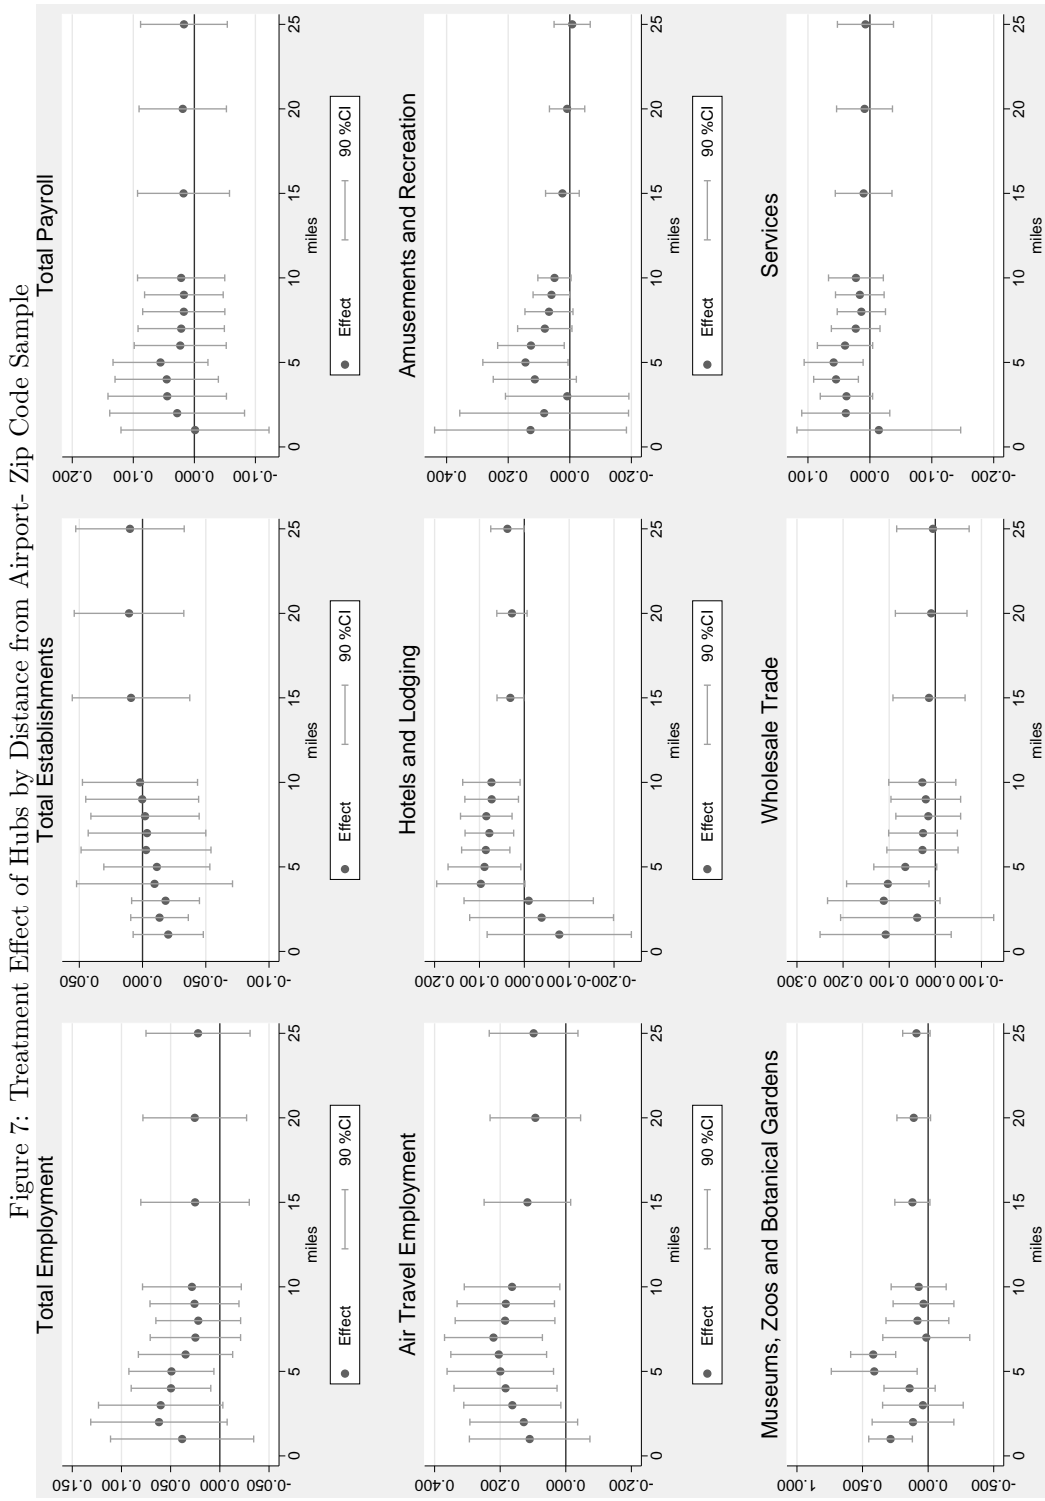 Figure 7: Treatment Effect of Hubs by Distance from Airport- Zip Code Sample
Total Employment
-0.050 0.000 0.050 0.100 0.150
0 5 10 15 20 25
miles
Effect 90 %CI
Total Establishments
-0.100 -0.050 0.000 0.050
0 5 10 15 20 25
miles
Effect 90 %CI
Total Payroll
-0.100 0.000 0.100 0.200
0 5 10 15 20 25
miles
Effect 90 %CI
Air Travel Employment
-0.200 0.000 0.200 0.400
0 5 10 15 20 25
miles
Effect 90 %CI
Hotels and Lodging
-0.200 -0.100 0.000 0.100 0.200
0 5 10 15 20 25
miles
Effect 90 %CI
Amusements and Recreation
-0.200 0.000 0.200 0.400
0 5 10 15 20 25
miles
Effect 90 %CI
Museums, Zoos and Botanical Gardens
-0.500 0.000 0.500 1.000
0 5 10 15 20 25
miles
Wholesale Trade
-0.100 0.000 0.100 0.200 0.300
0 5 10 15 20 25
miles
Services
-0.200 -0.100 0.000 0.100
0 5 10 15 20 25
miles